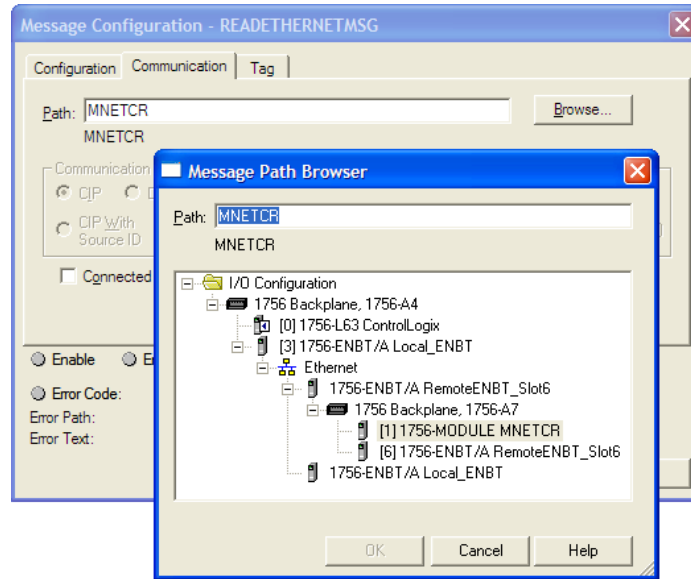 Message Configuration - READETHERNETMSG
Configuration Communication Tag
Path: MNETCR Browse...
MNETCR
Communication
CIP
CIP With
Source ID
Connected
Enable
Error Code:
Error Path:
Error Text:
Message Path Browser
Path: MNETCR
MNETCR
I/O Configuration
1756 Backplane, 1756-A4
[0] 1756-L63 ControlLogix
[3] 1756-ENBT/A Local_ENBT
Ethernet
1756-ENBT/A RemoteENBT_Slot6
1756 Backplane, 1756-A7
[1] 1756-MODULE MNETCR
[6] 1756-ENBT/A RemoteENBT_Slot6
1756-ENBT/A Local_ENBT
OK Cancel Help